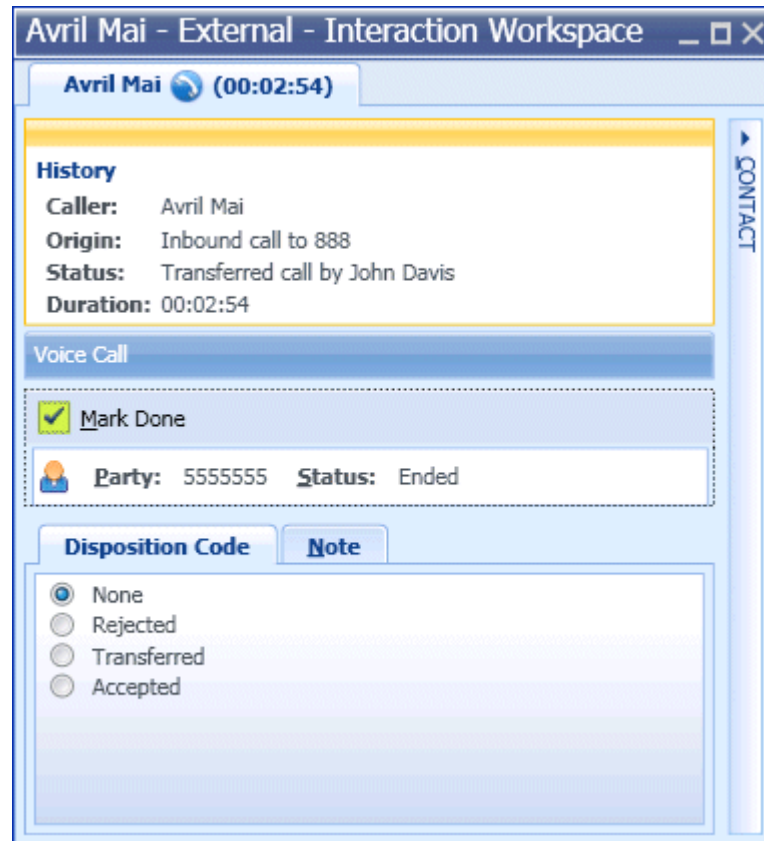 Avril Mai - External - Interaction Workspace
Avril Mai (00:02:54)
CONTACT
History
Caller: Avril Mai
Origin: Inbound call to 888
Status: Transferred call by John Davis
Duration: 00:02:54
Voice Call
Mark Done
Party: 5555555 Status: Ended
Disposition Code Note
None
Rejected
Transferred
Accepted